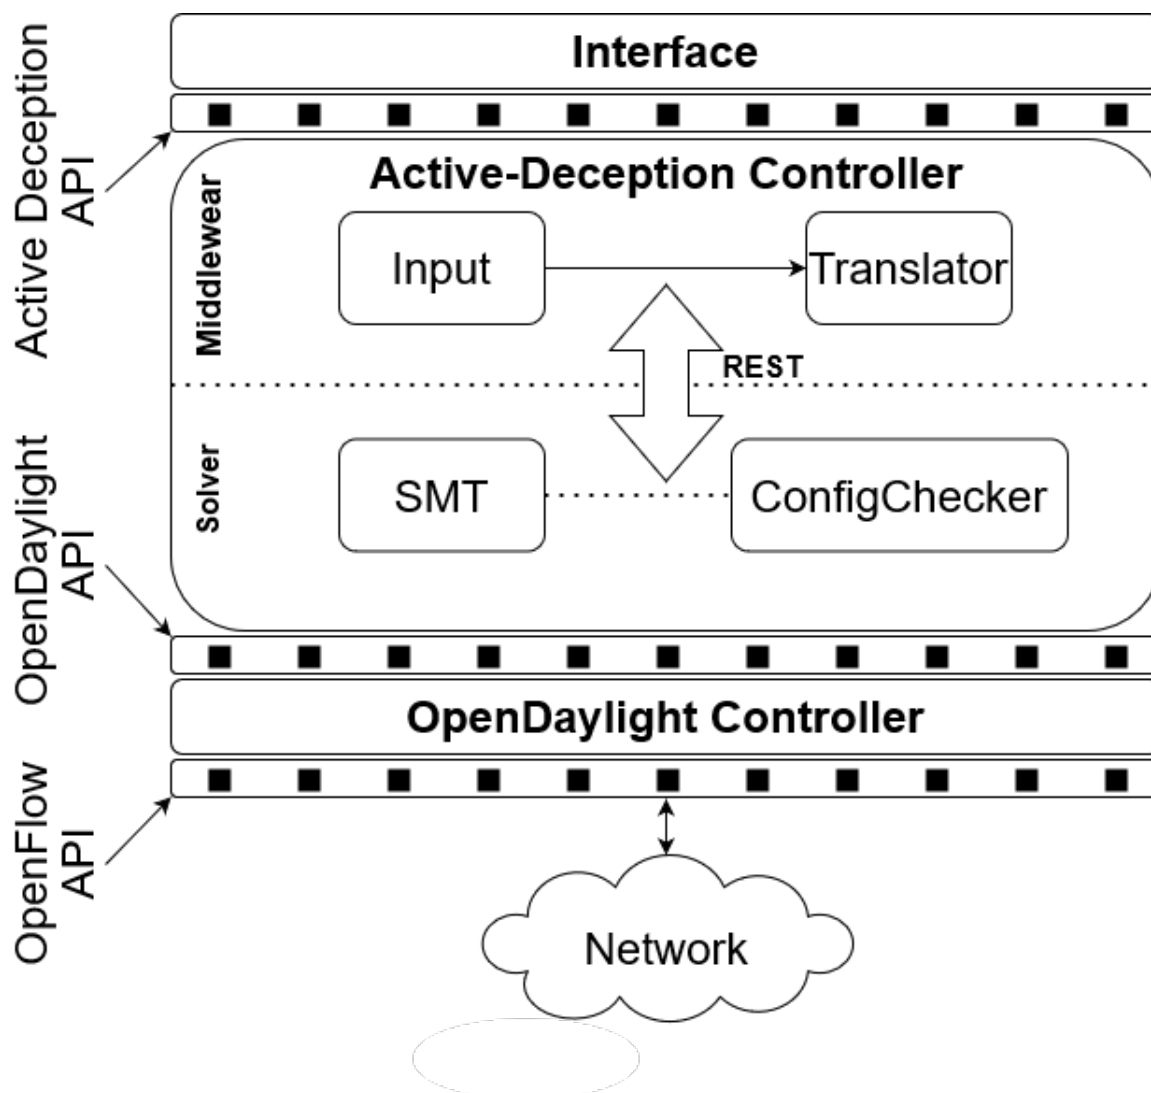 Interface
Active Deception
API
Active-Deception Controller
Middlewear
Input
Translator
REST
Solver
SMT
ConfigChecker
OpenDaylight
API
OpenDaylight Controller
OpenFlow
API
Network